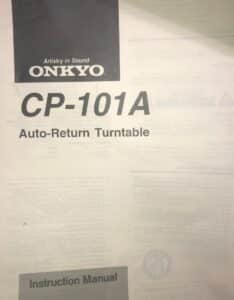 Artistry in Sound
ONKYO
CP-101A
Auto-Return Turntable
Instruction Manual